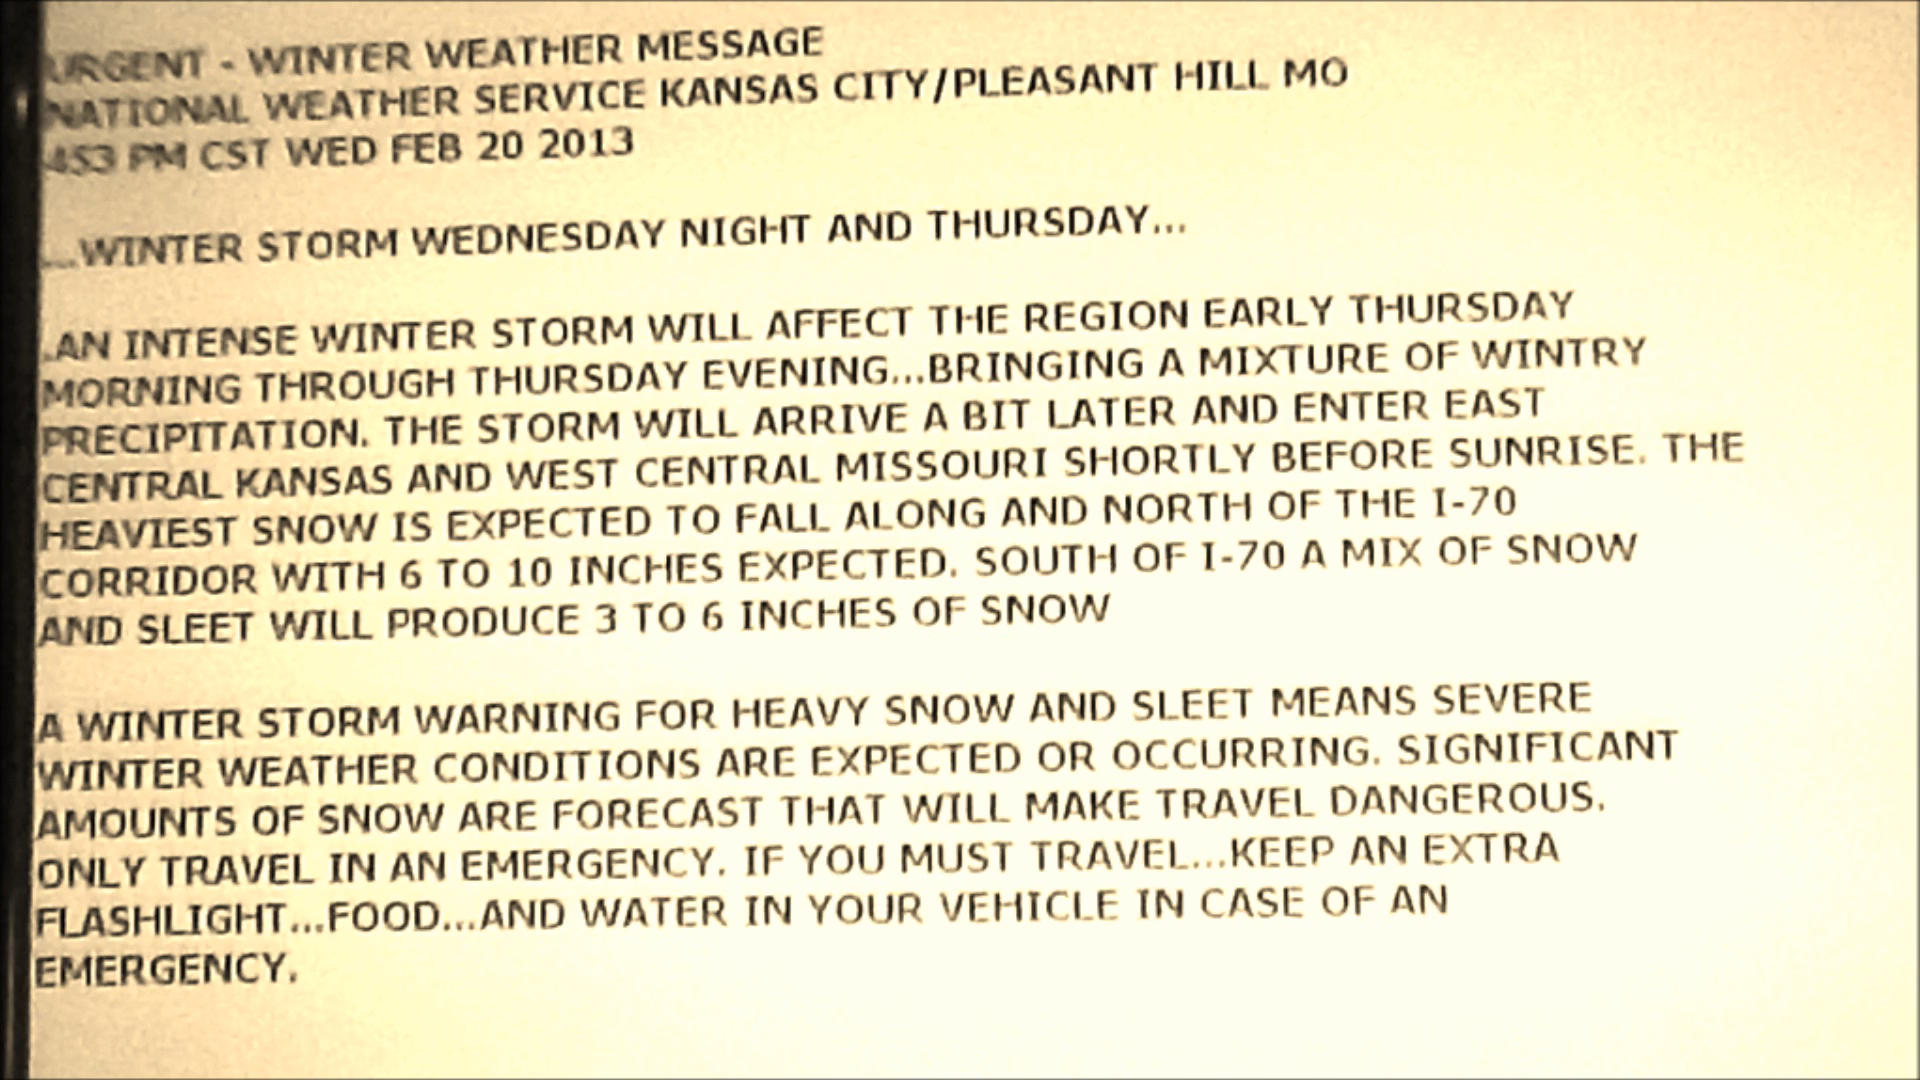 URGENT - WINTER WEATHER MESSAGE
NATIONAL WEATHER SERVICE KANSAS CITY/PLEASANT HILL MO
453 PM CST WED FEB 20 2013
...WINTER STORM WEDNESDAY NIGHT AND THURSDAY...
.AN INTENSE WINTER STORM WILL AFFECT THE REGION EARLY THURSDAY
MORNING THROUGH THURSDAY EVENING...BRINGING A MIXTURE OF WINTRY
PRECIPITATION. THE STORM WILL ARRIVE A BIT LATER AND ENTER EAST
CENTRAL KANSAS AND WEST CENTRAL MISSOURI SHORTLY BEFORE SUNRISE. THE
HEAVIEST SNOW IS EXPECTED TO FALL ALONG AND NORTH OF THE I-70
CORRIDOR WITH 6 TO 10 INCHES EXPECTED. SOUTH OF I-70 A MIX OF SNOW
AND SLEET WILL PRODUCE 3 TO 6 INCHES OF SNOW
A WINTER STORM WARNING FOR HEAVY SNOW AND SLEET MEANS SEVERE
WINTER WEATHER CONDITIONS ARE EXPECTED OR OCCURRING. SIGNIFICANT
AMOUNTS OF SNOW ARE FORECAST THAT WILL MAKE TRAVEL DANGEROUS.
ONLY TRAVEL IN AN EMERGENCY. IF YOU MUST TRAVEL...KEEP AN EXTRA
FLASHLIGHT...FOOD...AND WATER IN YOUR VEHICLE IN CASE OF AN
EMERGENCY.